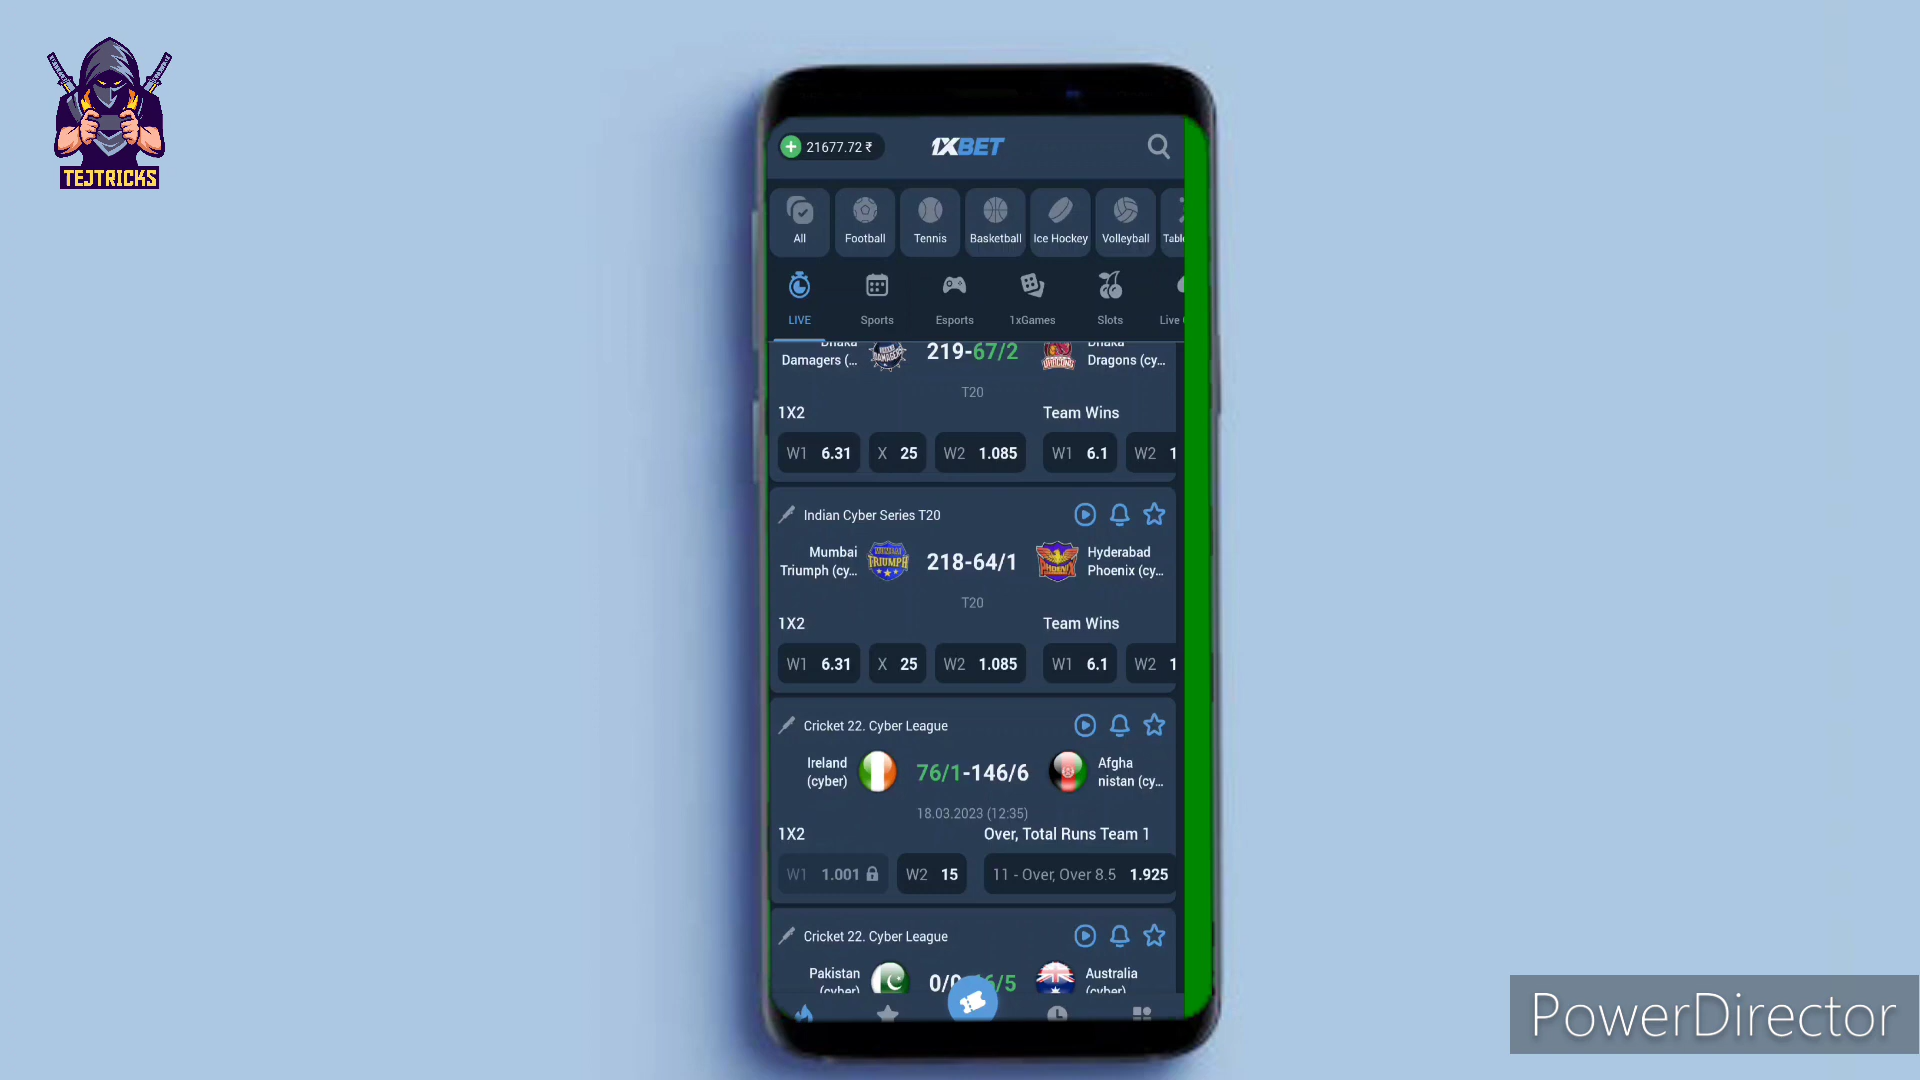 TEJTRICKS
21677.72 ₹
1XBET
All
Football
Tennis
Basketball
Ice Hockey
Volleyball
LIVE
Sports
Esports
1xGames
Slots
Live
Damagers (...
219-67/2
Dragons (cy...
T20
1X2
Team Wins
W1 6.31
X 25
W2 1.085
W1 6.1
W2 1
Indian Cyber Series T20
Mumbai
Triumph (cy...
218-64/1
Hyderabad
Phoenix (cy...
T20
1X2
Team Wins
W1 6.31
X 25
W2 1.085
W1 6.1
W2 1
Cricket 22. Cyber League
Ireland
(cyber)
76/1-146/6
Afgha
nistan (cy...
18.03.2023 (12:35)
1X2
Over, Total Runs Team 1
W1 1.001
W2 15
11 - Over, Over 8.5 1.925
Cricket 22. Cyber League
Pakistan
(cyber)
Australia
(cyber)
PowerDirector